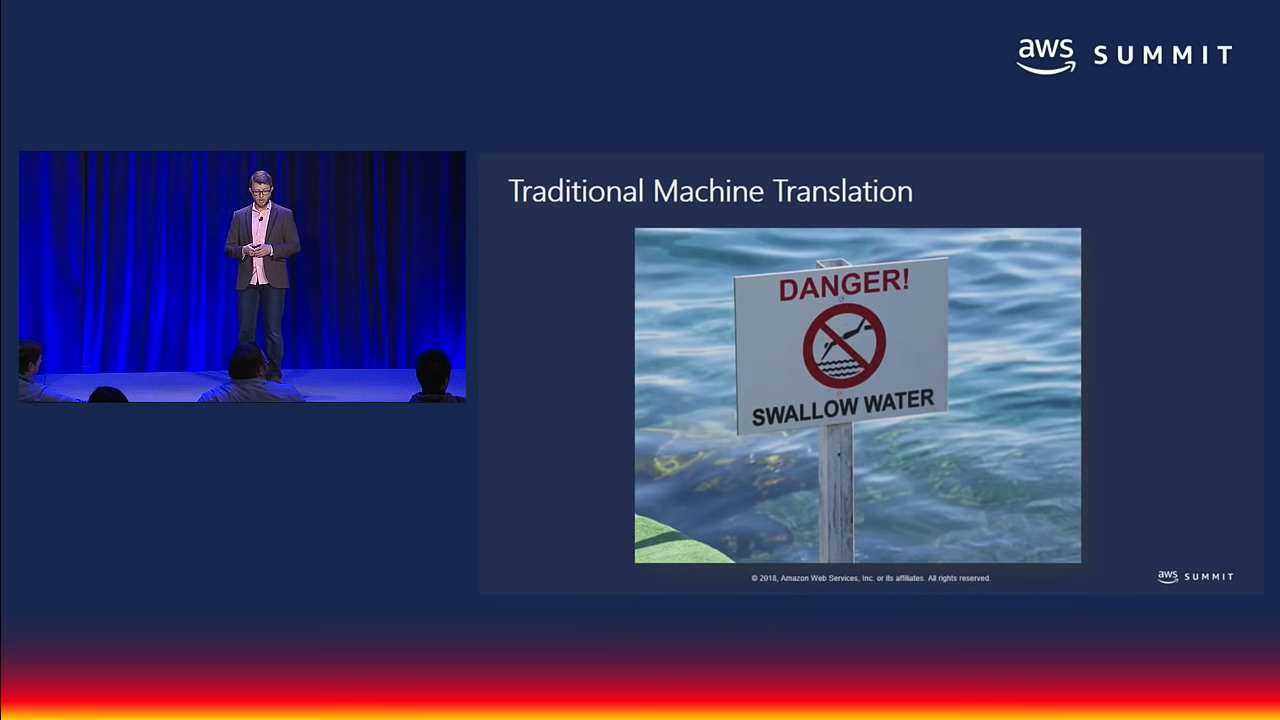 aws SUMMIT
Traditional Machine Translation
DANGER!
SWALLOW WATER
© 2018, Amazon Web Services, Inc. or its affiliates. All rights reserved.
aws SUMMIT